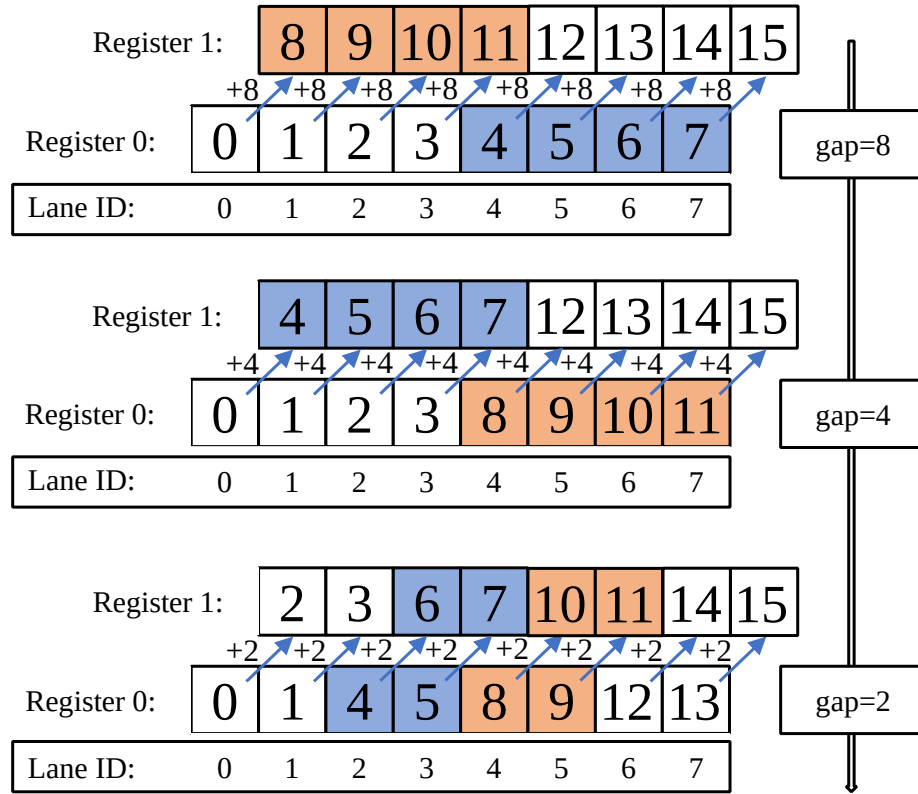 Register 1: 8 9 10 11 12 13 14 15
+8 +8 +8 +8 +8 +8 +8 +8
Register 0: 0 1 2 3 4 5 6 7
gap=8
Lane ID: 0 1 2 3 4 5 6 7
Register 1: 4 5 6 7 12 13 14 15
+4 +4 +4 +4 +4 +4 +4 +4
Register 0: 0 1 2 3 8 9 10 11
gap=4
Lane ID: 0 1 2 3 4 5 6 7
Register 1: 2 3 6 7 10 11 14 15
+2 +2 +2 +2 +2 +2 +2 +2
Register 0: 0 1 4 5 8 9 12 13
gap=2
Lane ID: 0 1 2 3 4 5 6 7